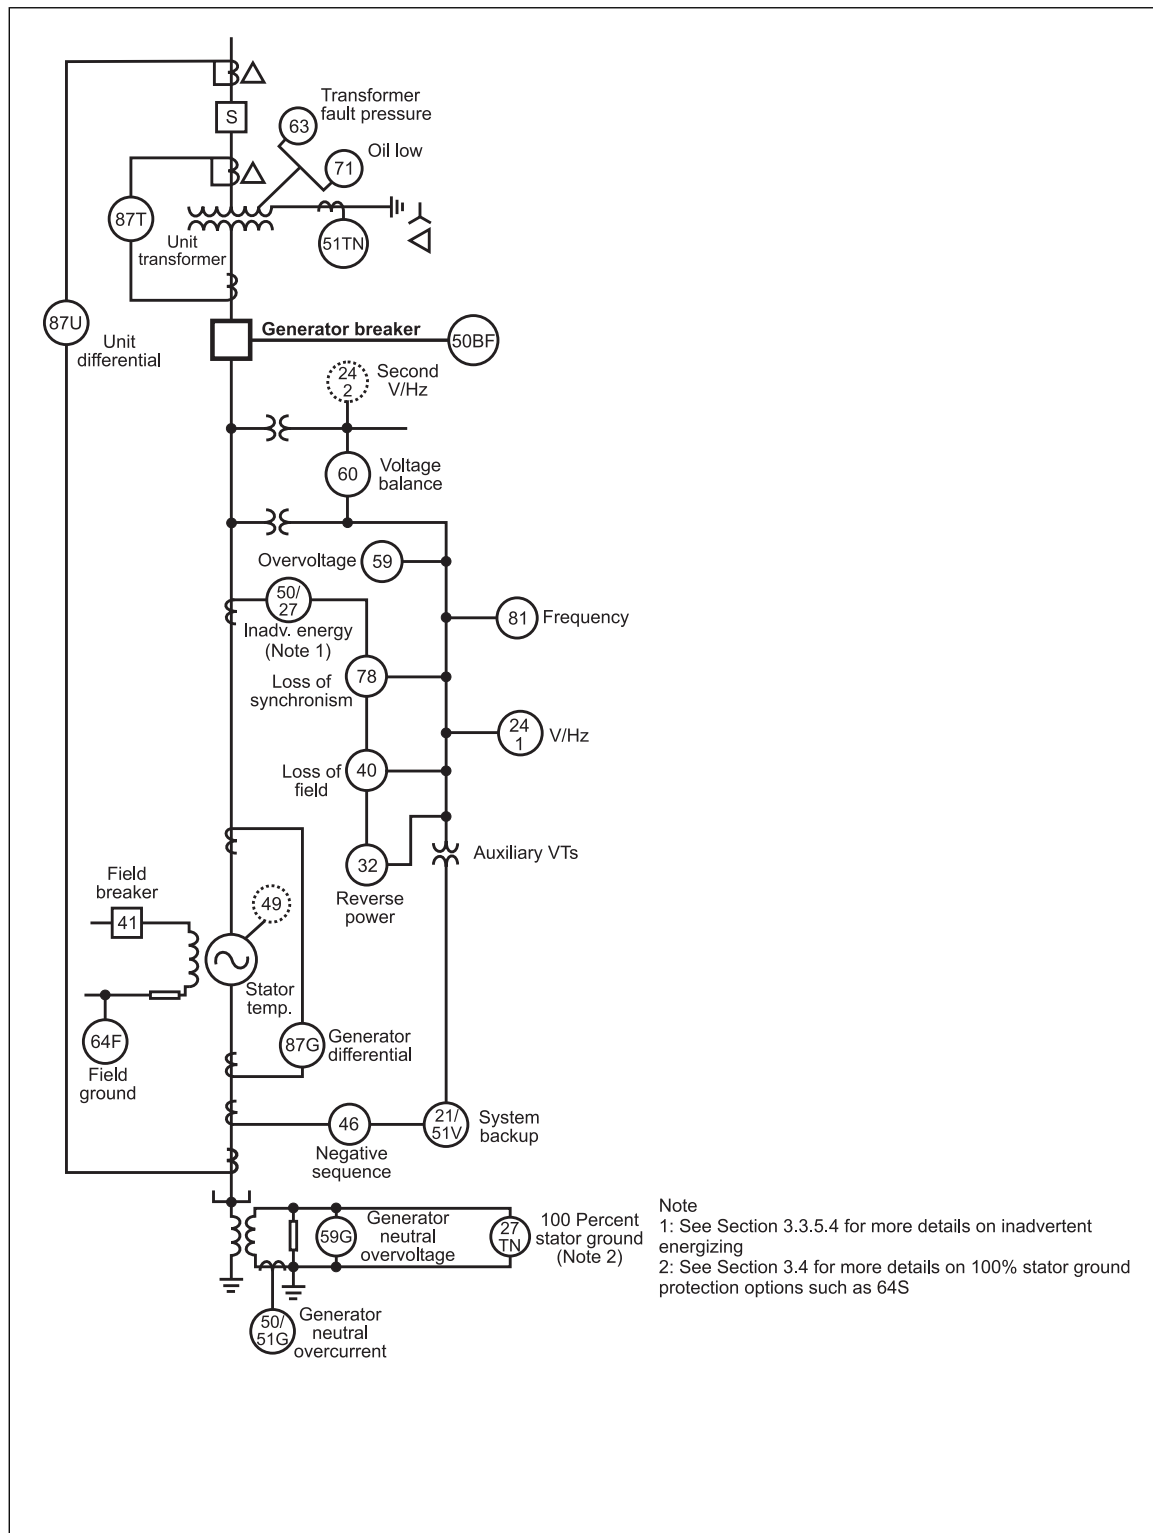 S
Transformer
fault pressure
63
Oil low
71
87T
Unit
transformer
51TN
87U
Unit
differential
Generator breaker
50BF
24
2
Second
V/Hz
60
Voltage
balance
Overvoltage
59
50/
27
Inadv. energy
(Note 1)
81
Frequency
78
Loss of
synchronism
24
1
V/Hz
Loss of
field
40
32
Reverse
power
Auxiliary VTs
Field
breaker
41
49
Stator
temp.
64F
Field
ground
87G
Generator
differential
46
Negative
sequence
21/
51V
System
backup
59G
Generator
neutral
overvoltage
27
TN
100 Percent
stator ground
(Note 2)
50/
51G
Generator
neutral
overcurrent
Note
1: See Section 3.3.5.4 for more details on inadvertent
energizing
2: See Section 3.4 for more details on 100% stator ground
protection options such as 64S